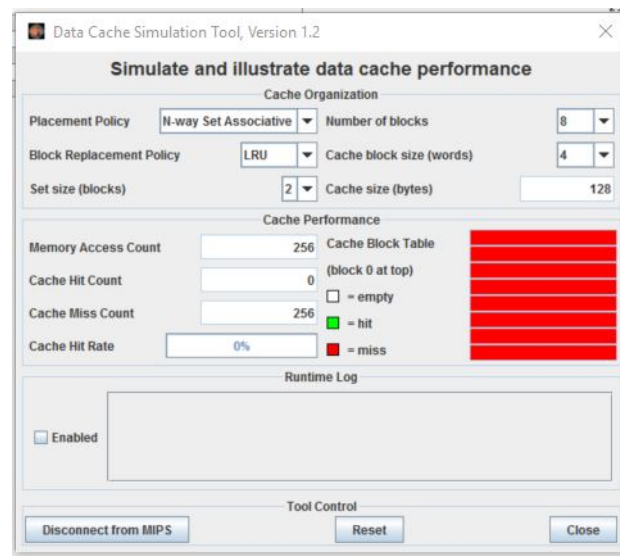 Data Cache Simulation Tool, Version 1.2
Simulate and illustrate data cache performance
Cache Organization
Placement Policy N-way Set Associative Number of blocks 8
Block Replacement Policy LRU Cache block size (words) 4
Set size (blocks) 2 Cache size (bytes) 128
Cache Performance
Memory Access Count 256 Cache Block Table
(block 0 at top)
Cache Hit Count 0
= empty
Cache Miss Count 256
= hit
Cache Hit Rate 0% = miss
Runtime Log
Enabled
Tool Control
Disconnect from MIPS Reset Close